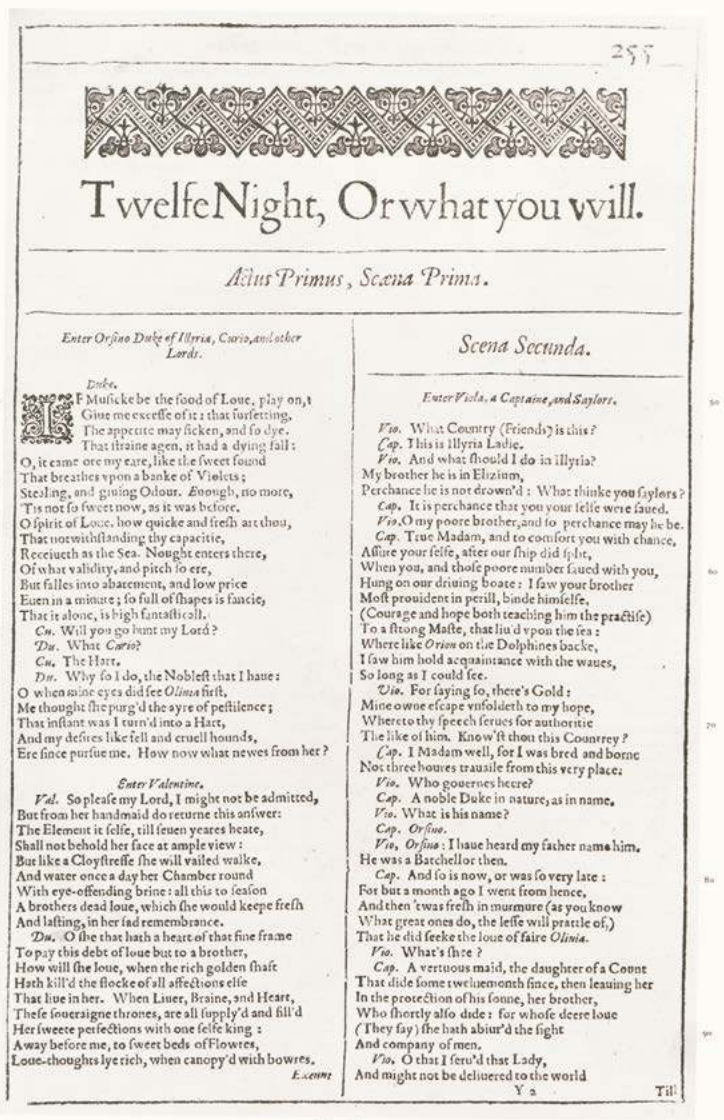 255
Twelfe Night, Or what you will.
Actus Primus, Scæna Prima.
Enter Orsino Duke of Illyria, Curio, and other
Lords.
Duke.
IF Musicke be the food of Loue, play on,
Giue me excesse of it: that surfetting,
The appetite may sicken, and so dye.
That straine agen, it had a dying fall:
O, it came ore my eare, like the sweet sound
That breathes vpon a banke of Violets;
Stealing, and giuing Odour. Enough, no more,
'Tis not so sweet now, as it was before.
O spirit of Loue, how quicke and fresh art thou,
That notwithstanding thy capacitie,
Receiueth as the Sea. Nought enters there,
Of what validity, and pitch so ere,
But falles into abatement, and low price
Euen in a minute; so full of shapes is fancie,
That it alone, is high fantasticall.
Cu. Will you go hunt my Lord?
Du. What Curio?
Cu. The Hart.
Du. Why so I do, the Noblest that I haue:
O when mine eyes did see Oliuia first,
Me thought she purg'd the ayre of pestilence;
That instant was I turn'd into a Hart,
And my desires like fell and cruell hounds,
Ere since pursue me. How now what newes from her?
Enter Valentine.
Val. So please my Lord, I might not be admitted,
But from her handmaid do returne this answer:
The Element it selfe, till seuen yeares heate,
Shall not behold her face at ample view:
But like a Cloystresse she will vailed walke,
And water once a day her Chamber round
With eye-offending brine: all this to season
A brothers dead loue, which she would keepe fresh
And lasting, in her sad remembrance.
Du. O she that hath a heart of that fine frame
To pay this debt of loue but to a brother,
How will she loue, when the rich golden shaft
Hath kill'd the flocke of all affections else
That liue in her. When Liuer, Braine, and Heart,
These soueraigne thrones, are all supply'd and fill'd
Her sweete perfections with one selfe king:
Away before me, to sweet beds of Flowres,
Loue-thoughts lye rich, when canopy'd with bowres.
Exeunt
Scena Secunda.
Enter Viola, a Captaine, and Saylors.
Vio. What Country (Friends) is this?
Cap. This is Illyria Ladie.
Vio. And what should I do in Illyria?
My brother he is in Elizium,
Perchance he is not drown'd: What thinke you saylors?
Cap. It is perchance that you your selfe were saued.
Vio. O my poore brother, and so perchance may he be.
Cap. True Madam, and to comfort you with chance,
Assure your selfe, after our ship did split,
When you, and those poore number saued with you,
Hung on our driuing boate: I saw your brother
Most prouident in perill, binde himselfe,
(Courage and hope both teaching him the practise)
To a strong Maste, that liu'd vpon the sea:
Where like Orion on the Dolphines backe,
I saw him hold acquaintance with the waues,
So long as I could see.
Vio. For saying so, there's Gold:
Mine owne escape vnfoldeth to my hope,
Whereto thy speech serues for authoritie
The like of him. Know'st thou this Countrey?
Cap. I Madam well, for I was bred and borne
Not three houres trauaile from this very place:
Vio. Who gouernes heere?
Cap. A noble Duke in nature, as in name.
Vio. What is his name?
Cap. Orsino.
Vio. Orsino: I haue heard my father name him.
He was a Batchellor then.
Cap. And so is now, or was so very late:
For but a month ago I went from hence,
And then 'twas fresh in murmure (as you know
What great ones do, the lesse will prattle of,)
That he did seeke the loue of faire Oliuia.
Vio. What's shee?
Cap. A vertuous maid, the daughter of a Count
That dide some tweluemonth since, then leauing her
In the protection of his sonne, her brother,
Who shortly also dide: for whose deere loue
(They say) she hath abiur'd the sight
And company of men.
Vio. O that I seru'd that Lady,
And might not be deliuered to the world
Y 2
Till
50
60
70
80
90